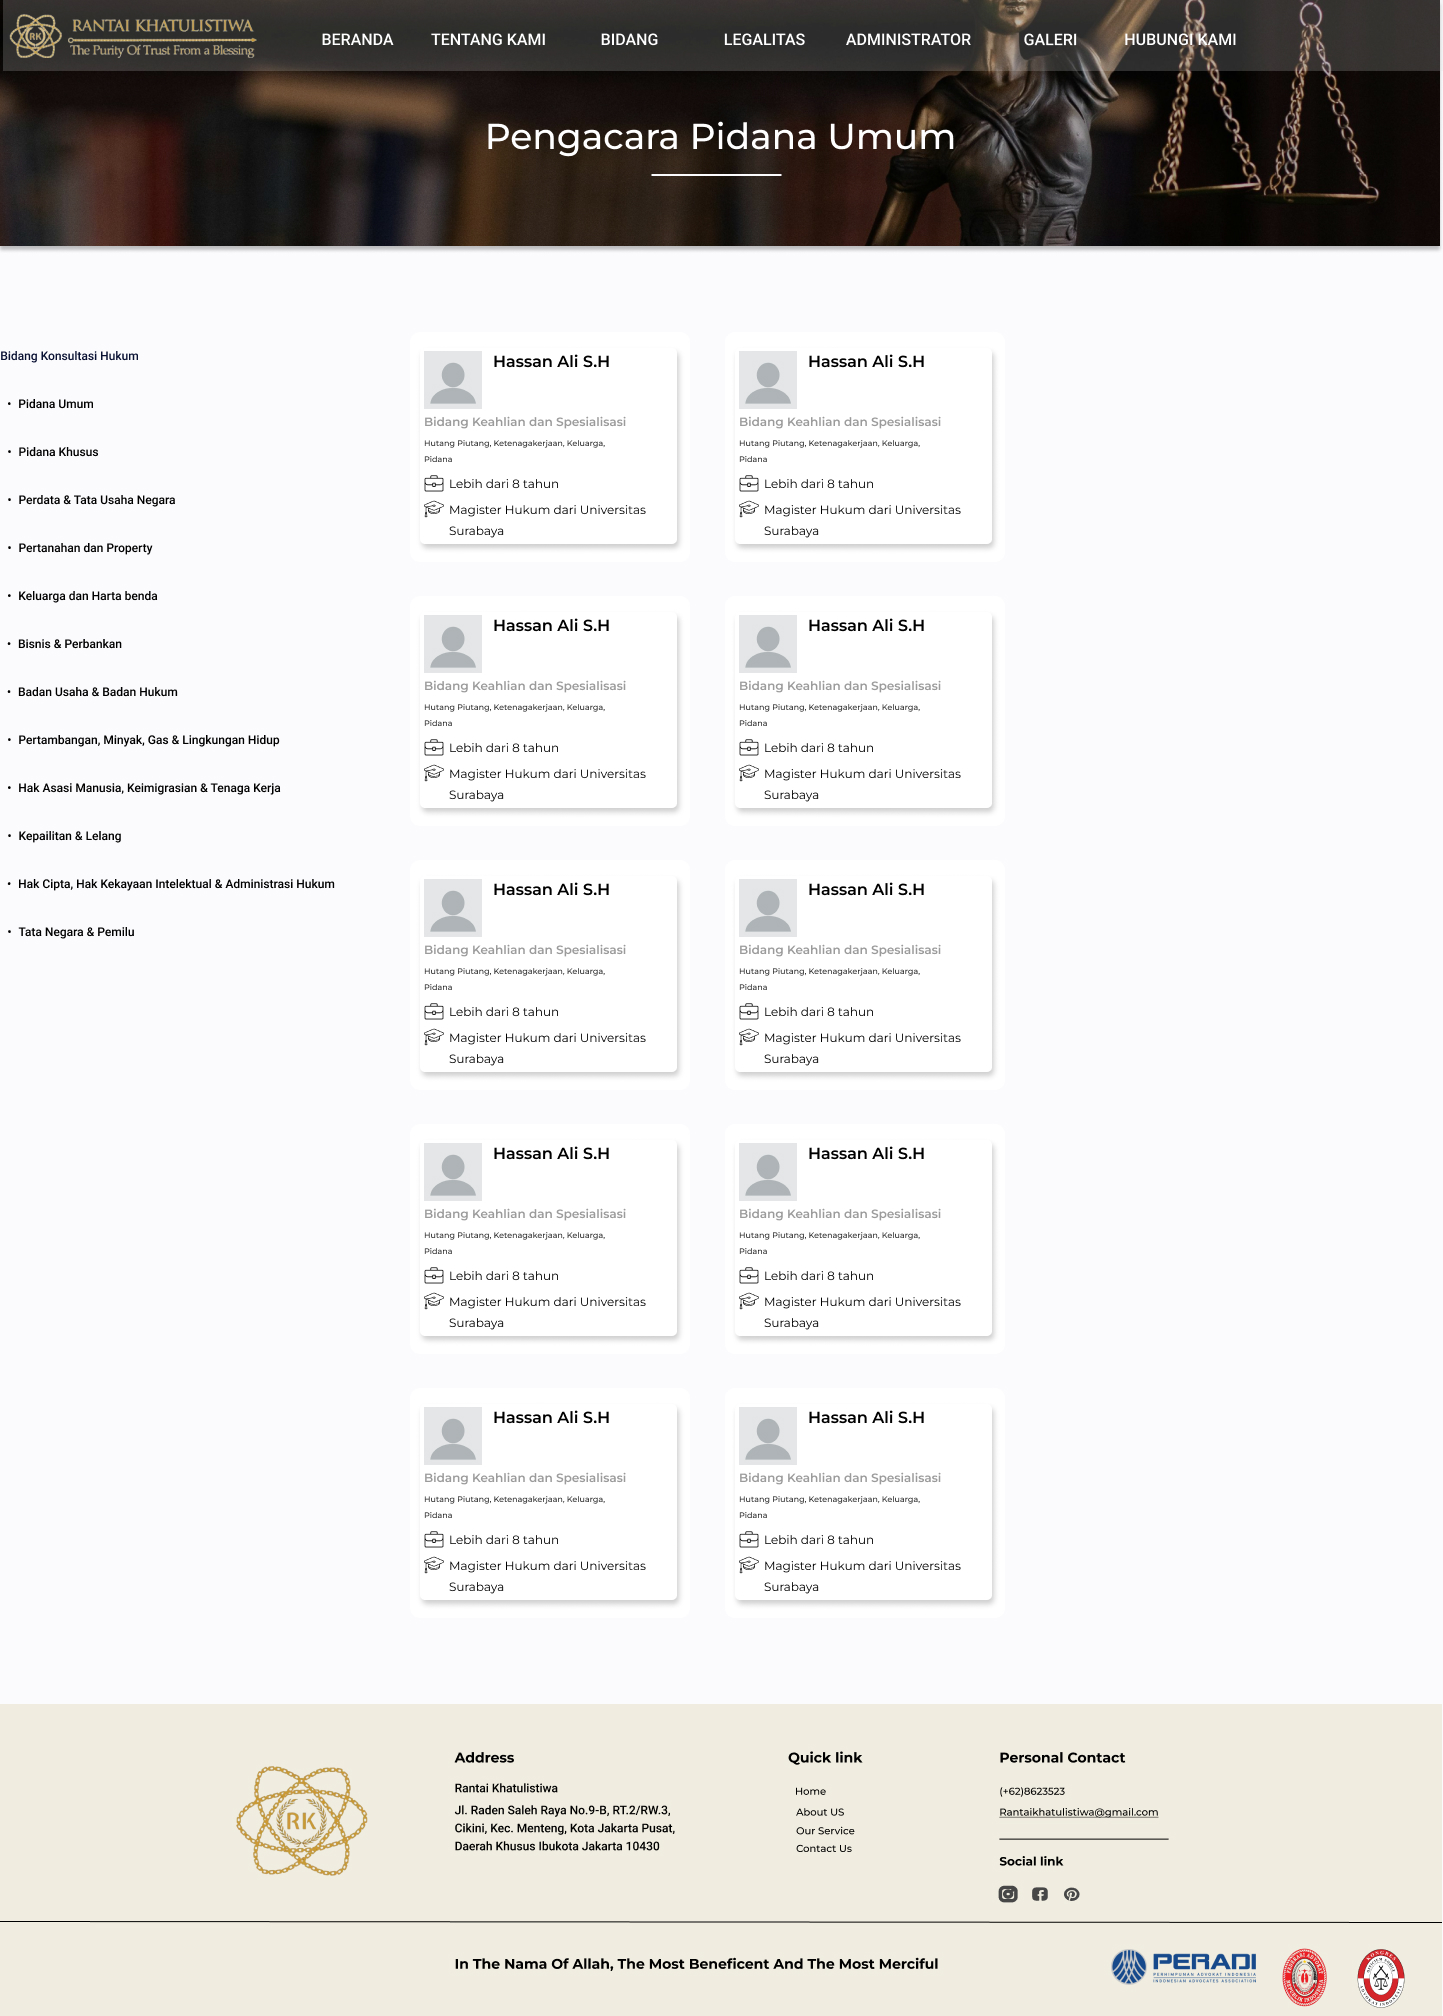 RANTAI KHATULISTIWA
The Purity Of Trust From a Blessing
RK
BERANDA
TENTANG KAMI
BIDANG
LEGALITAS
ADMINISTRATOR
GALERI
HUBUNGI KAMI
Pengacara Pidana Umum
Bidang Konsultasi Hukum
• Pidana Umum
• Pidana Khusus
• Perdata & Tata Usaha Negara
• Pertanahan dan Property
• Keluarga dan Harta benda
• Bisnis & Perbankan
• Badan Usaha & Badan Hukum
• Pertambangan, Minyak, Gas & Lingkungan Hidup
• Hak Asasi Manusia, Keimigrasian & Tenaga Kerja
• Kepailitan & Lelang
• Hak Cipta, Hak Kekayaan Intelektual & Administrasi Hukum
• Tata Negara & Pemilu
Hassan Ali S.H
Bidang Keahlian dan Spesialisasi
Hutang Piutang, Ketenagakerjaan, Keluarga,
Pidana
Lebih dari 8 tahun
Magister Hukum dari Universitas
Surabaya
Hassan Ali S.H
Bidang Keahlian dan Spesialisasi
Hutang Piutang, Ketenagakerjaan, Keluarga,
Pidana
Lebih dari 8 tahun
Magister Hukum dari Universitas
Surabaya
Hassan Ali S.H
Bidang Keahlian dan Spesialisasi
Hutang Piutang, Ketenagakerjaan, Keluarga,
Pidana
Lebih dari 8 tahun
Magister Hukum dari Universitas
Surabaya
Hassan Ali S.H
Bidang Keahlian dan Spesialisasi
Hutang Piutang, Ketenagakerjaan, Keluarga,
Pidana
Lebih dari 8 tahun
Magister Hukum dari Universitas
Surabaya
Hassan Ali S.H
Bidang Keahlian dan Spesialisasi
Hutang Piutang, Ketenagakerjaan, Keluarga,
Pidana
Lebih dari 8 tahun
Magister Hukum dari Universitas
Surabaya
Hassan Ali S.H
Bidang Keahlian dan Spesialisasi
Hutang Piutang, Ketenagakerjaan, Keluarga,
Pidana
Lebih dari 8 tahun
Magister Hukum dari Universitas
Surabaya
Hassan Ali S.H
Bidang Keahlian dan Spesialisasi
Hutang Piutang, Ketenagakerjaan, Keluarga,
Pidana
Lebih dari 8 tahun
Magister Hukum dari Universitas
Surabaya
Hassan Ali S.H
Bidang Keahlian dan Spesialisasi
Hutang Piutang, Ketenagakerjaan, Keluarga,
Pidana
Lebih dari 8 tahun
Magister Hukum dari Universitas
Surabaya
Hassan Ali S.H
Bidang Keahlian dan Spesialisasi
Hutang Piutang, Ketenagakerjaan, Keluarga,
Pidana
Lebih dari 8 tahun
Magister Hukum dari Universitas
Surabaya
Hassan Ali S.H
Bidang Keahlian dan Spesialisasi
Hutang Piutang, Ketenagakerjaan, Keluarga,
Pidana
Lebih dari 8 tahun
Magister Hukum dari Universitas
Surabaya
RK
Address
Rantai Khatulistiwa
Jl. Raden Saleh Raya No.9-B, RT.2/RW.3,
Cikini, Kec. Menteng, Kota Jakarta Pusat,
Daerah Khusus Ibukota Jakarta 10430
Quick link
Home
About US
Our Service
Contact Us
Personal Contact
(+62)8623523
Rantaikhatulistiwa@gmail.com
Social link
In The Nama Of Allah, The Most Beneficent And The Most Merciful
PERADI
PERHIMPUNAN ADVOKAT INDONESIA
INDONESIAN ADVOCATES ASSOCIATION